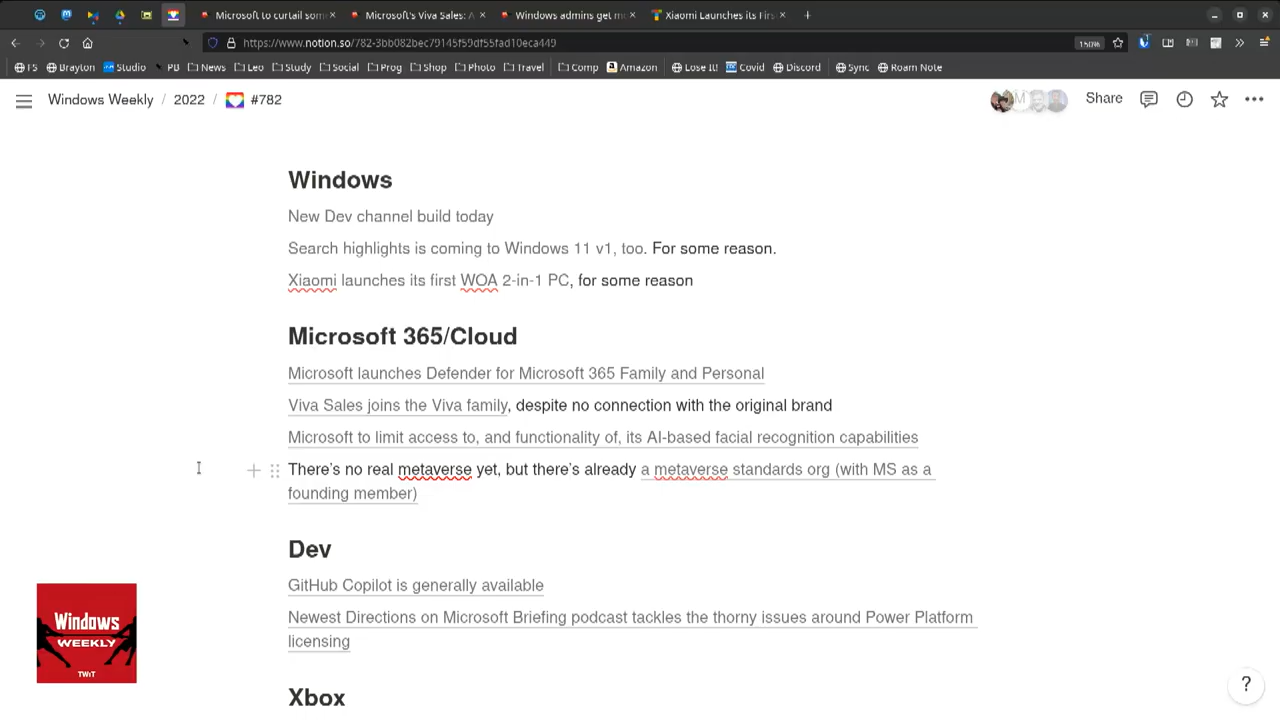 Microsoft to curtail som
Microsoft's Viva Sales: A
Windows admins get m
Xiaomi Launches its Firs
https://www.notion.so/782-3bb082bec79145f59df55fad10eca449
150%
FS Brayton Studio PB News Leo Study Social Prog Shop Photo Travel Comp Amazon Lose It! Covid Discord Sync Roam Note
Windows Weekly / 2022 / #782
M
Share
Windows
New Dev channel build today
Search highlights is coming to Windows 11 v1, too. For some reason.
Xiaomi launches its first WOA 2-in-1 PC, for some reason
Microsoft 365/Cloud
Microsoft launches Defender for Microsoft 365 Family and Personal
Viva Sales joins the Viva family, despite no connection with the original brand
Microsoft to limit access to, and functionality of, its AI-based facial recognition capabilities
There's no real metaverse yet, but there's already a metaverse standards org (with MS as a
founding member)
Dev
GitHub Copilot is generally available
Newest Directions on Microsoft Briefing podcast tackles the thorny issues around Power Platform
licensing
Xbox
Windows
WEEKLY
TWiT
?